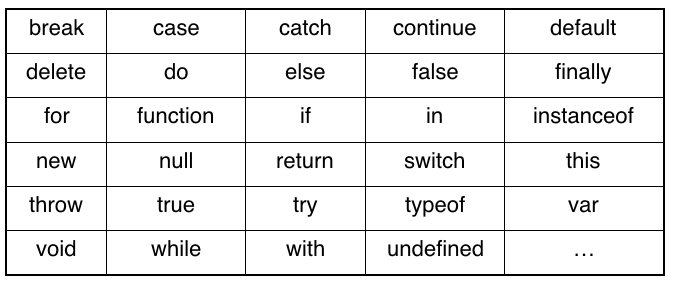 break case catch continue default
delete do else false finally
for function if in instanceof
new null return switch this
throw true try typeof var
void while with undefined …